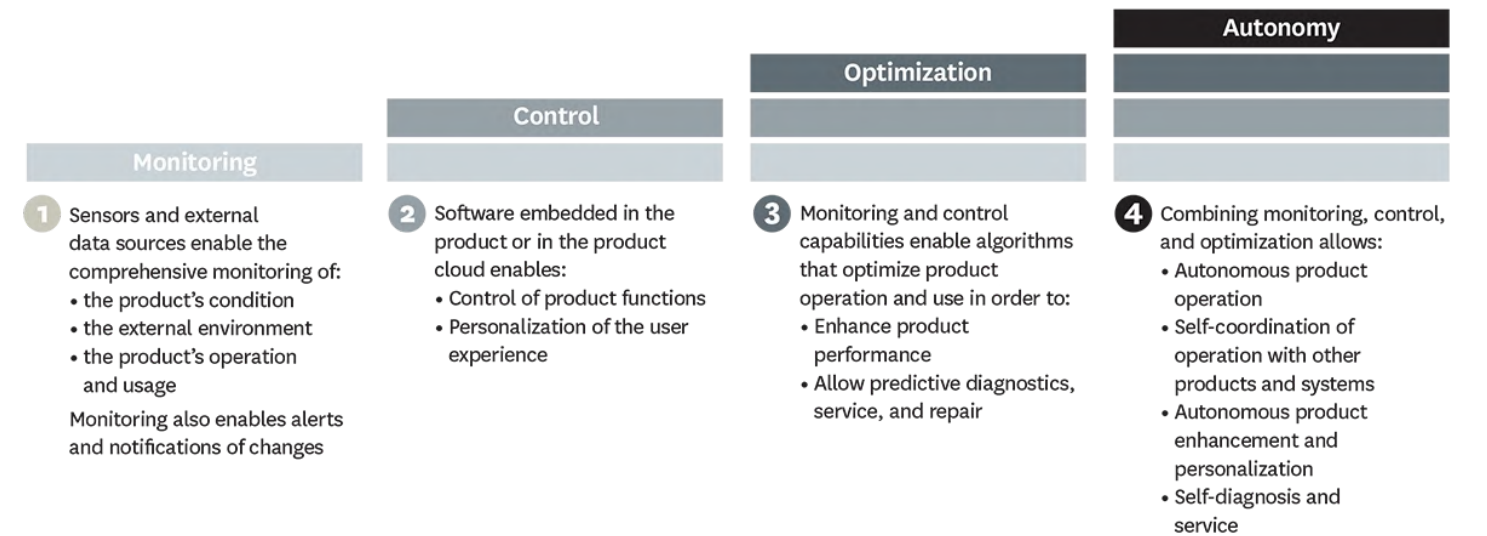 Monitoring
1 Sensors and external
data sources enable the
comprehensive monitoring of:
• the product's condition
• the external environment
• the product's operation
and usage
Monitoring also enables alerts
and notifications of changes
Control
2 Software embedded in the
product or in the product
cloud enables:
• Control of product functions
• Personalization of the user
experience
Optimization
3 Monitoring and control
capabilities enable algorithms
that optimize product
operation and use in order to:
• Enhance product
performance
• Allow predictive diagnostics,
service, and repair
Autonomy
4 Combining monitoring, control,
and optimization allows:
• Autonomous product
operation
• Self-coordination of
operation with other
products and systems
• Autonomous product
enhancement and
personalization
• Self-diagnosis and
service